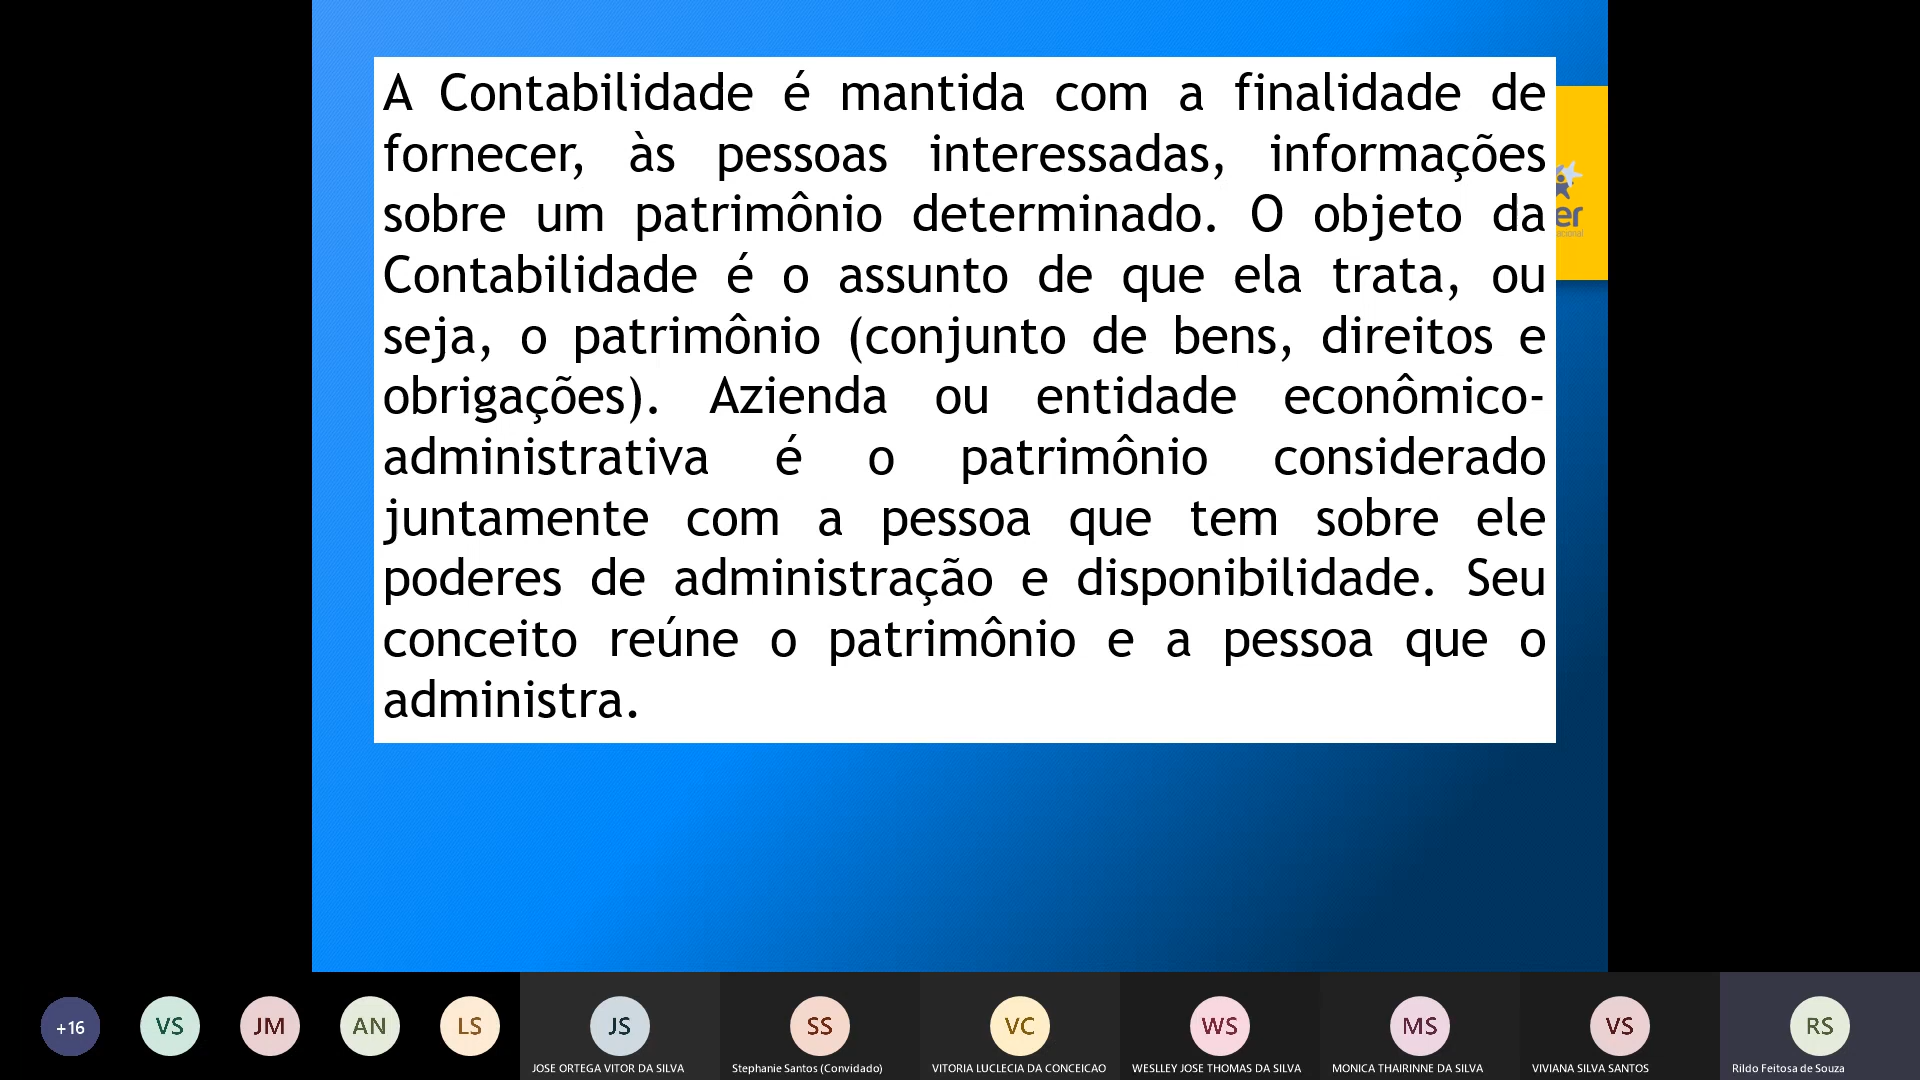 A Contabilidade é mantida com a finalidade de
fornecer, às pessoas interessadas, informações
sobre um patrimônio determinado. O objeto da
Contabilidade é o assunto de que ela trata, ou
seja, o patrimônio (conjunto de bens, direitos e
obrigações). Azienda ou entidade econômico-
administrativa é o patrimônio considerado
juntamente com a pessoa que tem sobre ele
poderes de administração e disponibilidade. Seu
conceito reúne o patrimônio e a pessoa que o
administra.
er
+16
VS
JM
AN
LS
JS
SS
VC
WS
MS
VS
RS
JOSE ORTEGA VITOR DA SILVA
Stephanie Santos (Convidado)
VITORIA LUCLECIA DA CONCEICAO
WESLLEY JOSE THOMAS DA SILVA
MONICA THAIRINNE DA SILVA
VIVIANA SILVA SANTOS
Rildo Feitosa de Souza